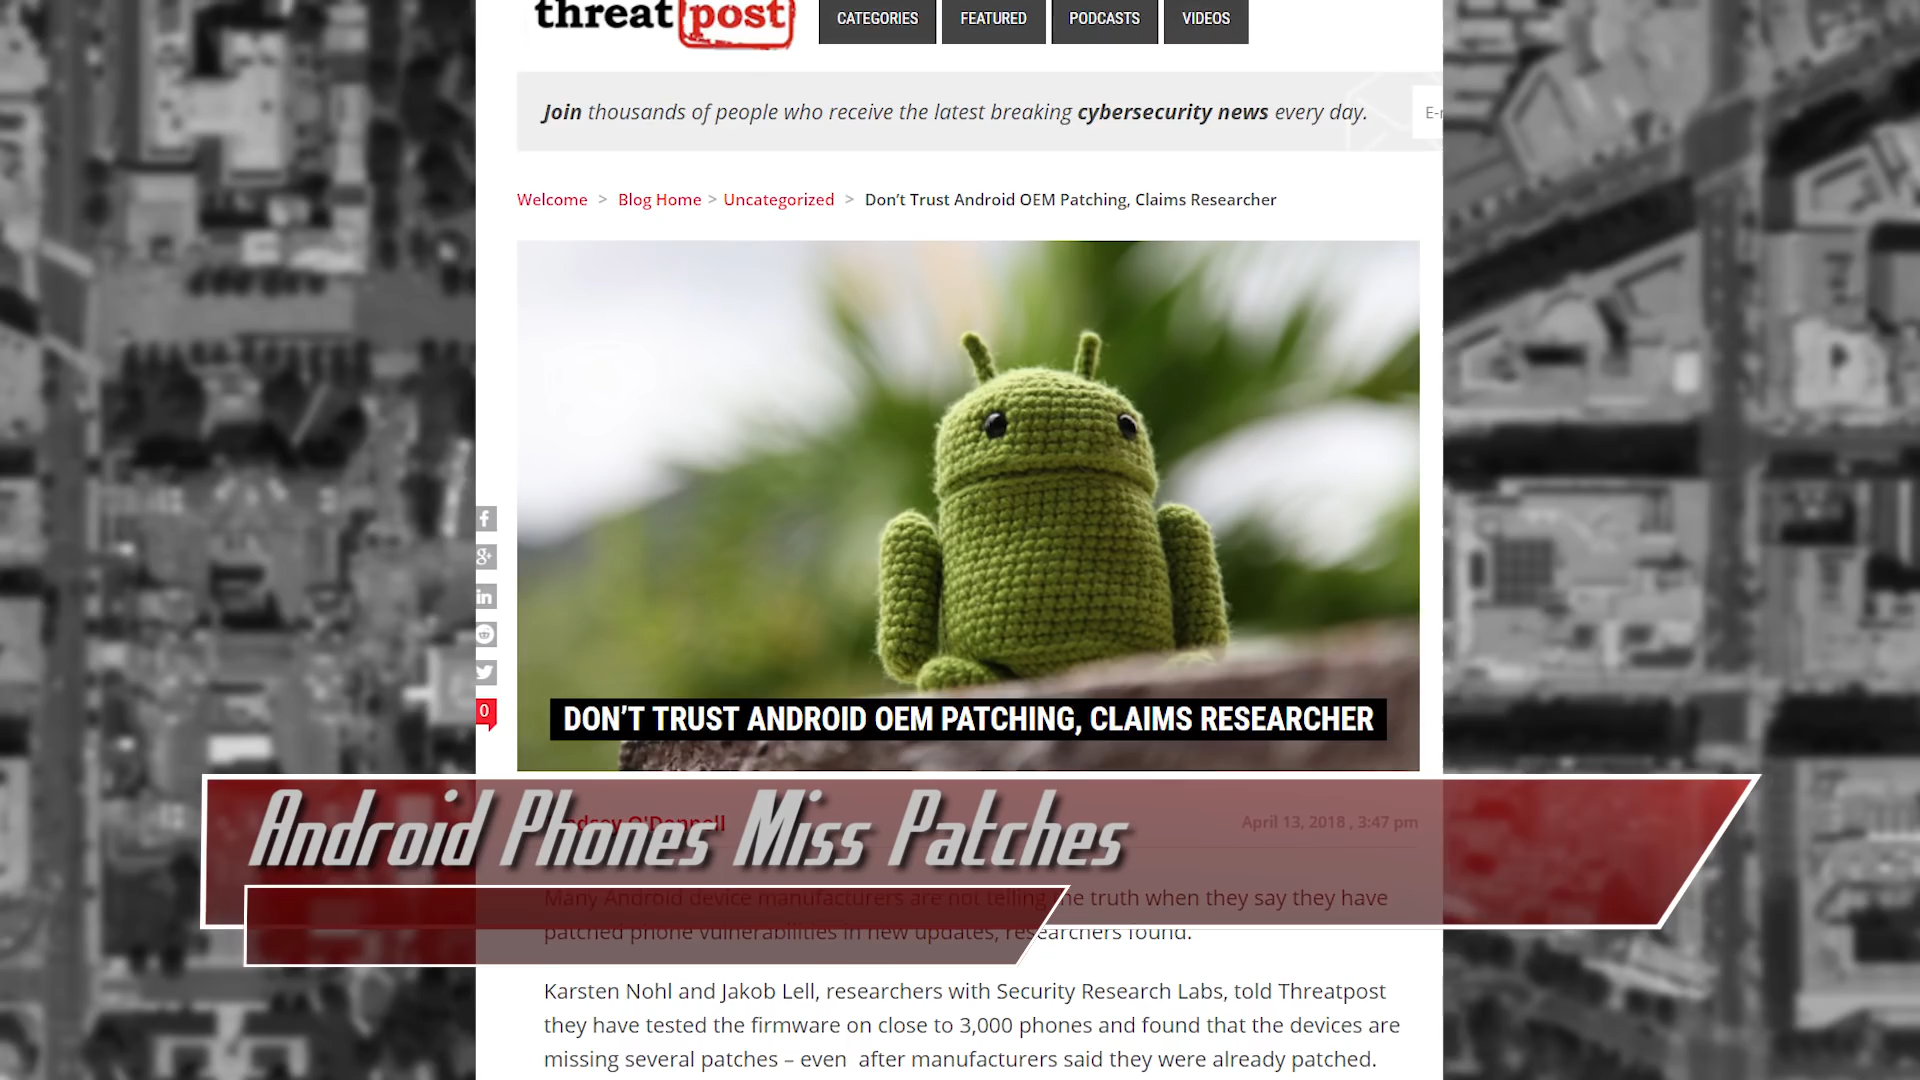 threat post
CATEGORIES FEATURED PODCASTS VIDEOS
Join thousands of people who receive the latest breaking cybersecurity news every day.
Welcome > Blog Home > Uncategorized > Don't Trust Android OEM Patching, Claims Researcher
f
g+
in
0
DON'T TRUST ANDROID OEM PATCHING, CLAIMS RESEARCHER
Android Phones Miss Patches
O'Donnell
April 13, 2018 , 3:47 pm
Many Android device manufacturers are not telling the truth when they say they have
patched phone vulnerabilities in new updates, researchers found.
Karsten Nohl and Jakob Lell, researchers with Security Research Labs, told Threatpost
they have tested the firmware on close to 3,000 phones and found that the devices are
missing several patches – even after manufacturers said they were already patched.